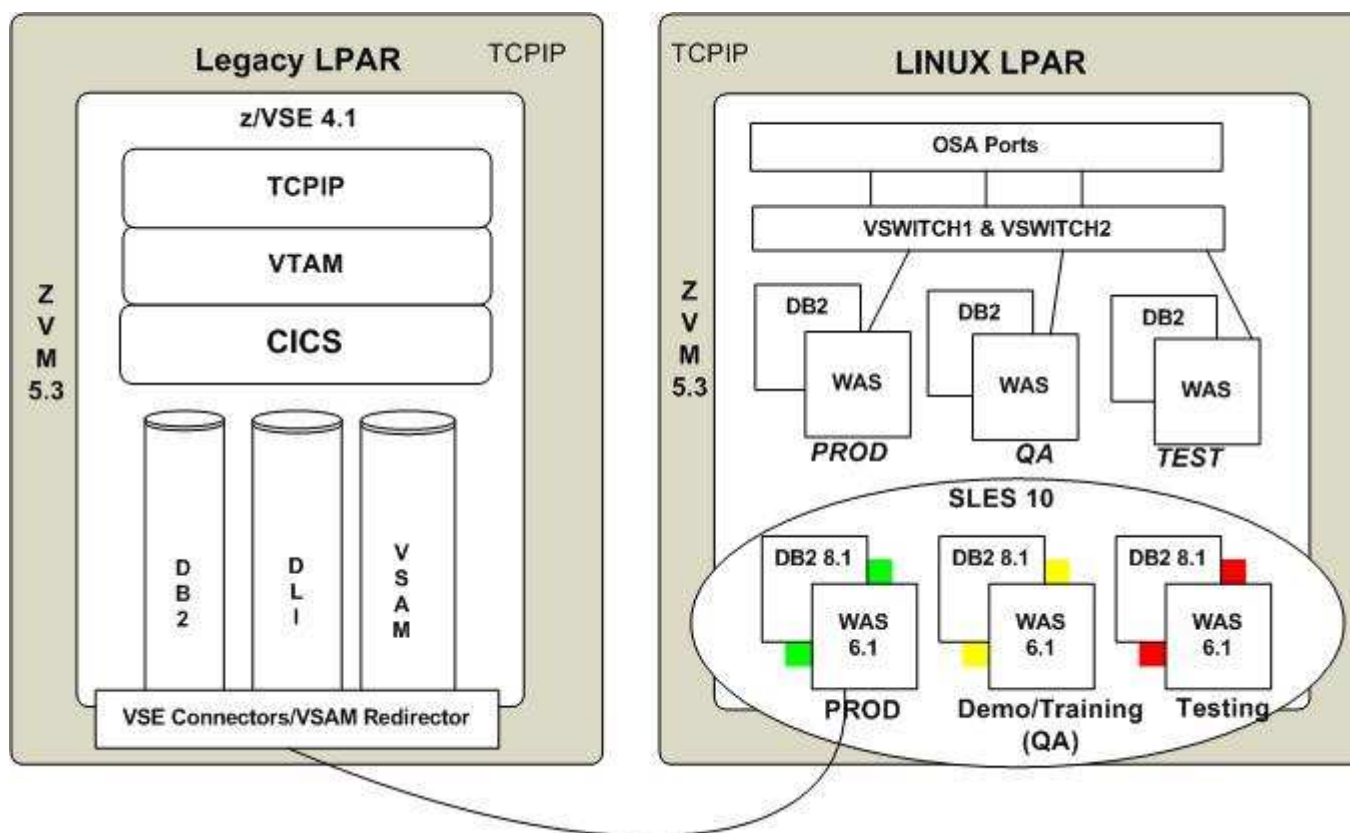 Legacy LPAR
TCPIP
z/VSE 4.1
TCPIP
VTAM
CICS
Z
V
M
5.3
D
B
2
D
L
I
V
S
A
M
VSE Connectors/VSAM Redirector
TCPIP
LINUX LPAR
OSA Ports
VSWITCH1 & VSWITCH2
Z
V
M
5.3
DB2
WAS
PROD
DB2
WAS
QA
DB2
WAS
TEST
SLES 10
DB2 8.1
WAS
6.1
PROD
DB2 8.1
WAS
6.1
Demo/Training
(QA)
DB2 8.1
WAS
6.1
Testing